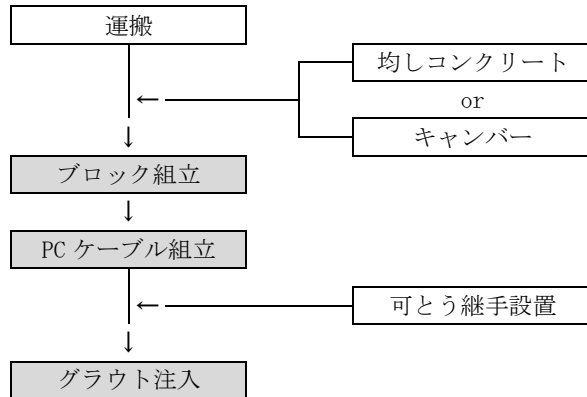 運搬
均しコンクリート
or
キャンバー
ブロック組立
PCケーブル組立
可とう継手設置
グラウト注入